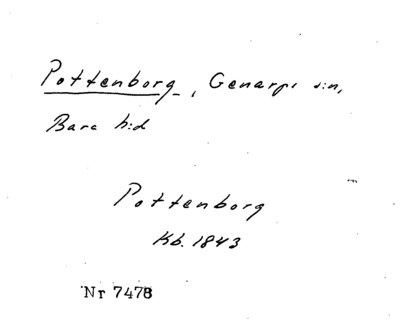 Pottenborg, Genarps s:n,
Bara h:d
Pottenborg
Kb. 1843
Nr 7478